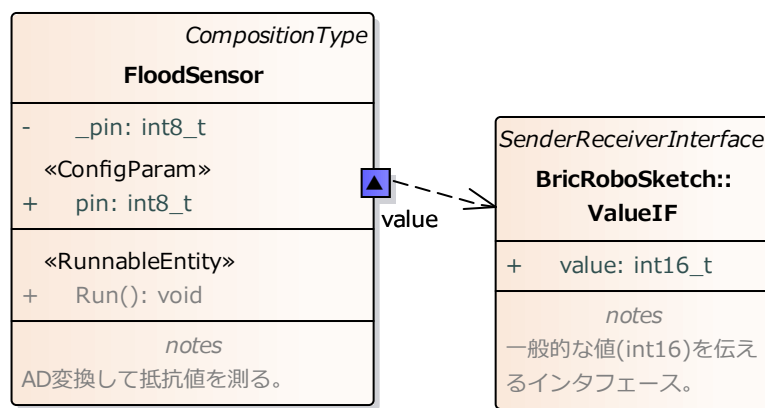 CompositionType
FloodSensor
- _pin: int8_t
«ConfigParam»
+ pin: int8_t
«RunnableEntity»
+ Run(): void
notes
AD変換して抵抗値を測る。
value
SenderReceiverInterface
BricRoboSketch::
ValueIF
+ value: int16_t
notes
一般的な値(int16)を伝え
るインタフェース。